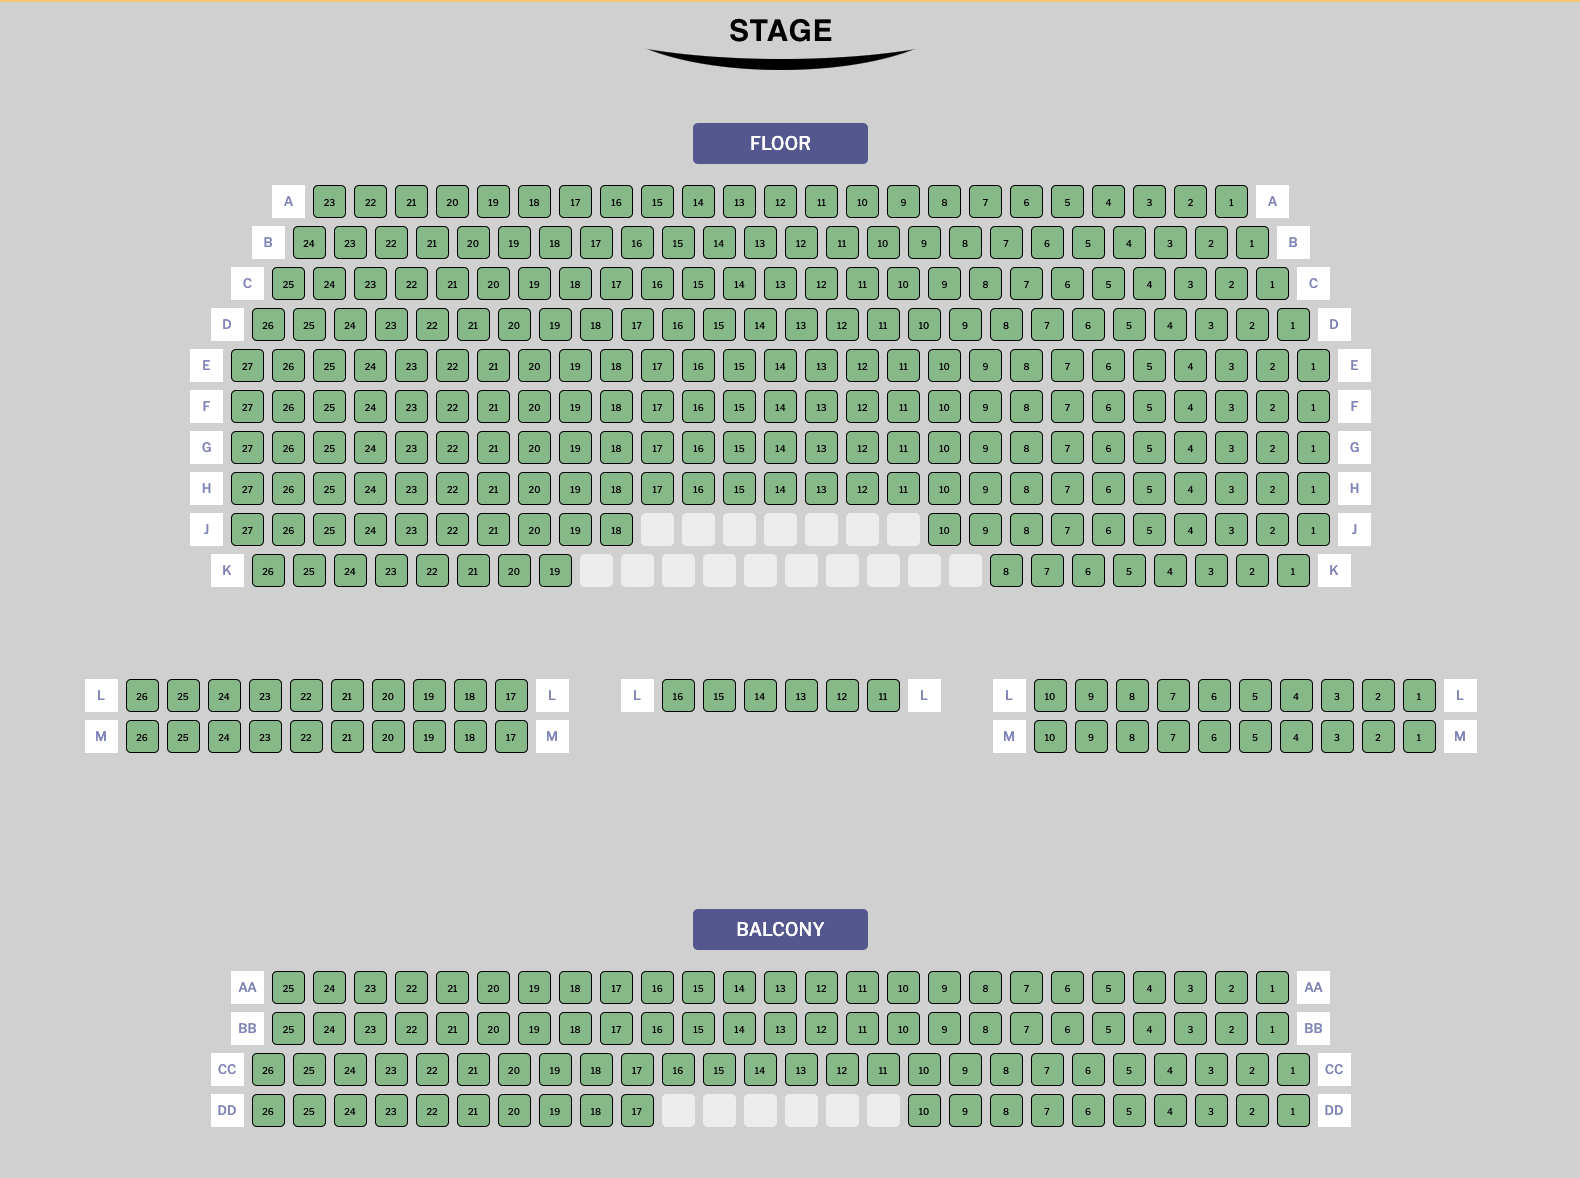 STAGE
FLOOR
A 23 22 21 20 19 18 17 16 15 14 13 12 11 10 9 8 7 6 5 4 3 2 1 A
B 24 23 22 21 20 19 18 17 16 15 14 13 12 11 10 9 8 7 6 5 4 3 2 1 B
C 25 24 23 22 21 20 19 18 17 16 15 14 13 12 11 10 9 8 7 6 5 4 3 2 1 C
D 26 25 24 23 22 21 20 19 18 17 16 15 14 13 12 11 10 9 8 7 6 5 4 3 2 1 D
E 27 26 25 24 23 22 21 20 19 18 17 16 15 14 13 12 11 10 9 8 7 6 5 4 3 2 1 E
F 27 26 25 24 23 22 21 20 19 18 17 16 15 14 13 12 11 10 9 8 7 6 5 4 3 2 1 F
G 27 26 25 24 23 22 21 20 19 18 17 16 15 14 13 12 11 10 9 8 7 6 5 4 3 2 1 G
H 27 26 25 24 23 22 21 20 19 18 17 16 15 14 13 12 11 10 9 8 7 6 5 4 3 2 1 H
J 27 26 25 24 23 22 21 20 19 18 10 9 8 7 6 5 4 3 2 1 J
K 26 25 24 23 22 21 20 19 8 7 6 5 4 3 2 1 K
L 26 25 24 23 22 21 20 19 18 17 L L 16 15 14 13 12 11 L L 10 9 8 7 6 5 4 3 2 1 L
M 26 25 24 23 22 21 20 19 18 17 M M 10 9 8 7 6 5 4 3 2 1 M
BALCONY
AA 25 24 23 22 21 20 19 18 17 16 15 14 13 12 11 10 9 8 7 6 5 4 3 2 1 AA
BB 25 24 23 22 21 20 19 18 17 16 15 14 13 12 11 10 9 8 7 6 5 4 3 2 1 BB
CC 26 25 24 23 22 21 20 19 18 17 16 15 14 13 12 11 10 9 8 7 6 5 4 3 2 1 CC
DD 26 25 24 23 22 21 20 19 18 17 10 9 8 7 6 5 4 3 2 1 DD